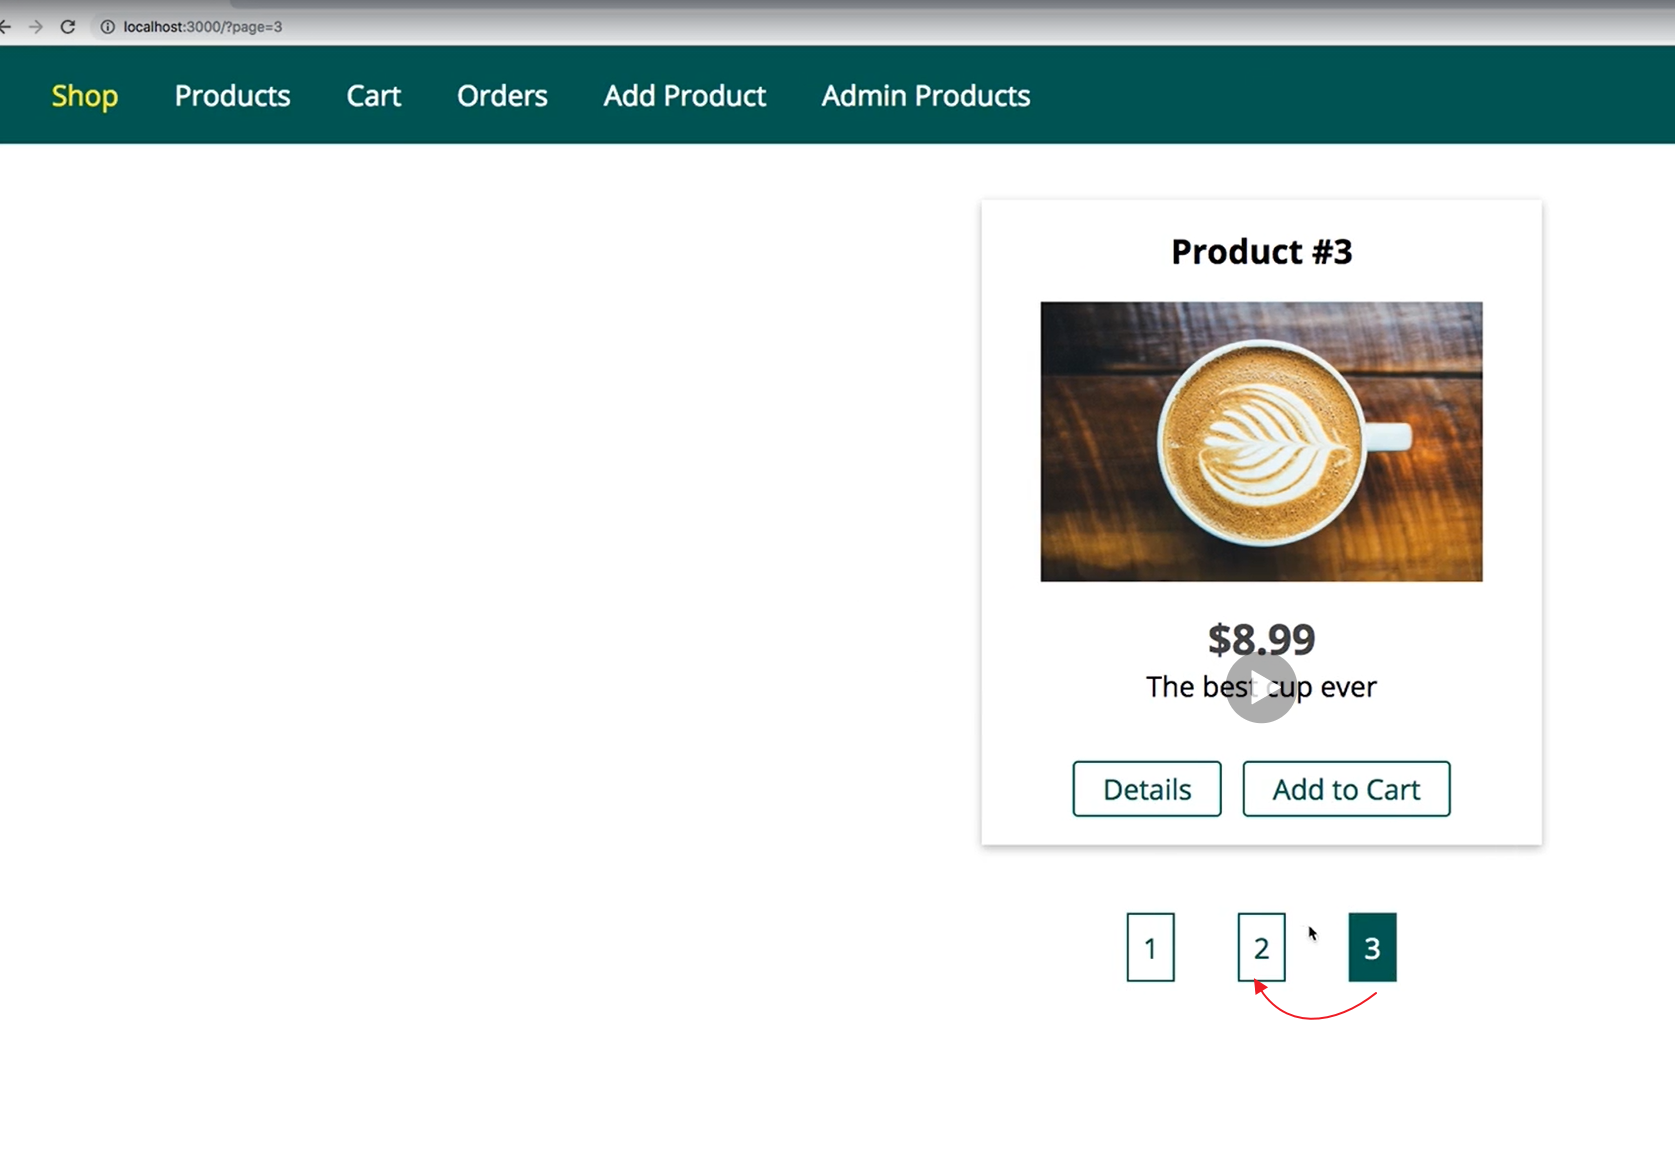 localhost:3000/?page=3
Shop Products Cart Orders Add Product Admin Products
Product #3
$8.99
The best cup ever
Details Add to Cart
1 2 3